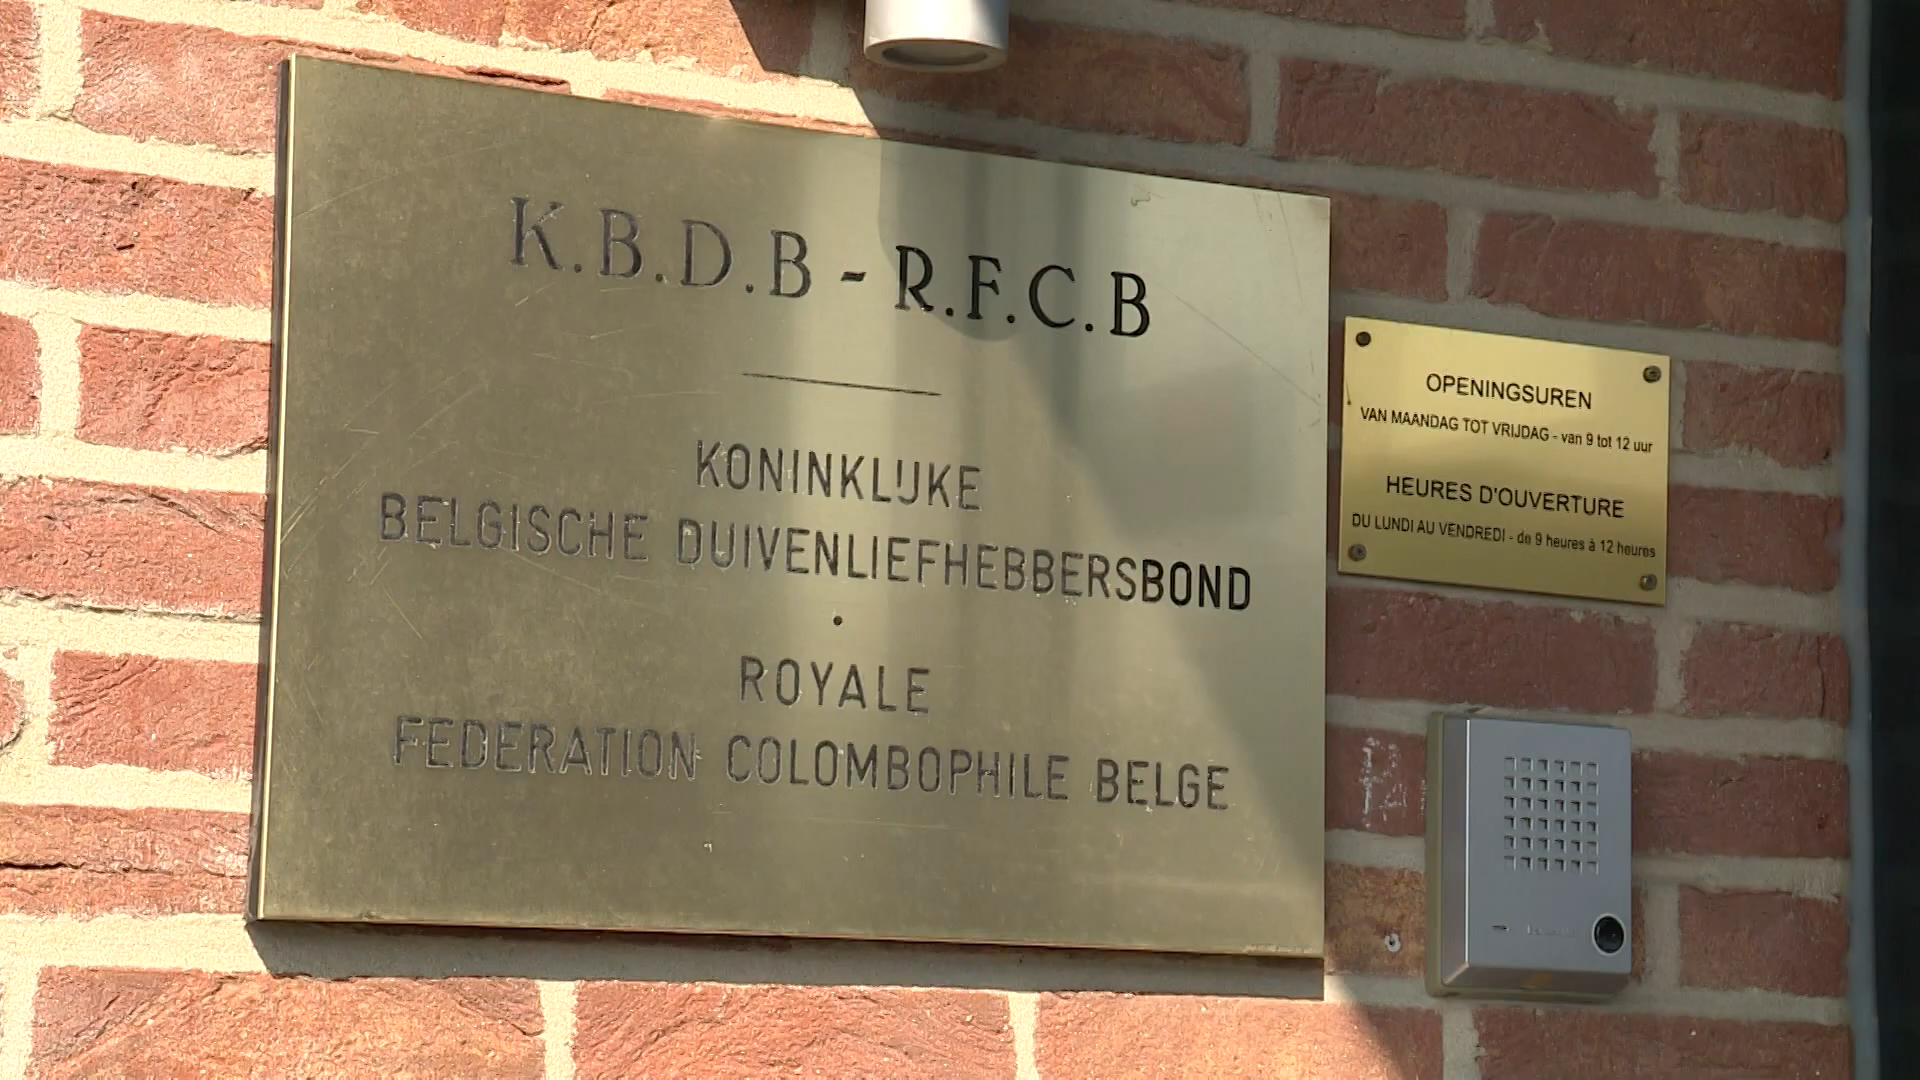 K.B.D.B - R.F.C.B
KONINKLIJKE
BELGISCHE DUIVENLIEFHEBBERSBOND
ROYALE
FEDERATION COLOMBOPHILE BELGE
OPENINGSUREN
VAN MAANDAG TOT VRIJDAG - van 9 tot 12 uur
HEURES D'OUVERTURE
DU LUNDI AU VENDREDI - de 9 heures à 12 heures